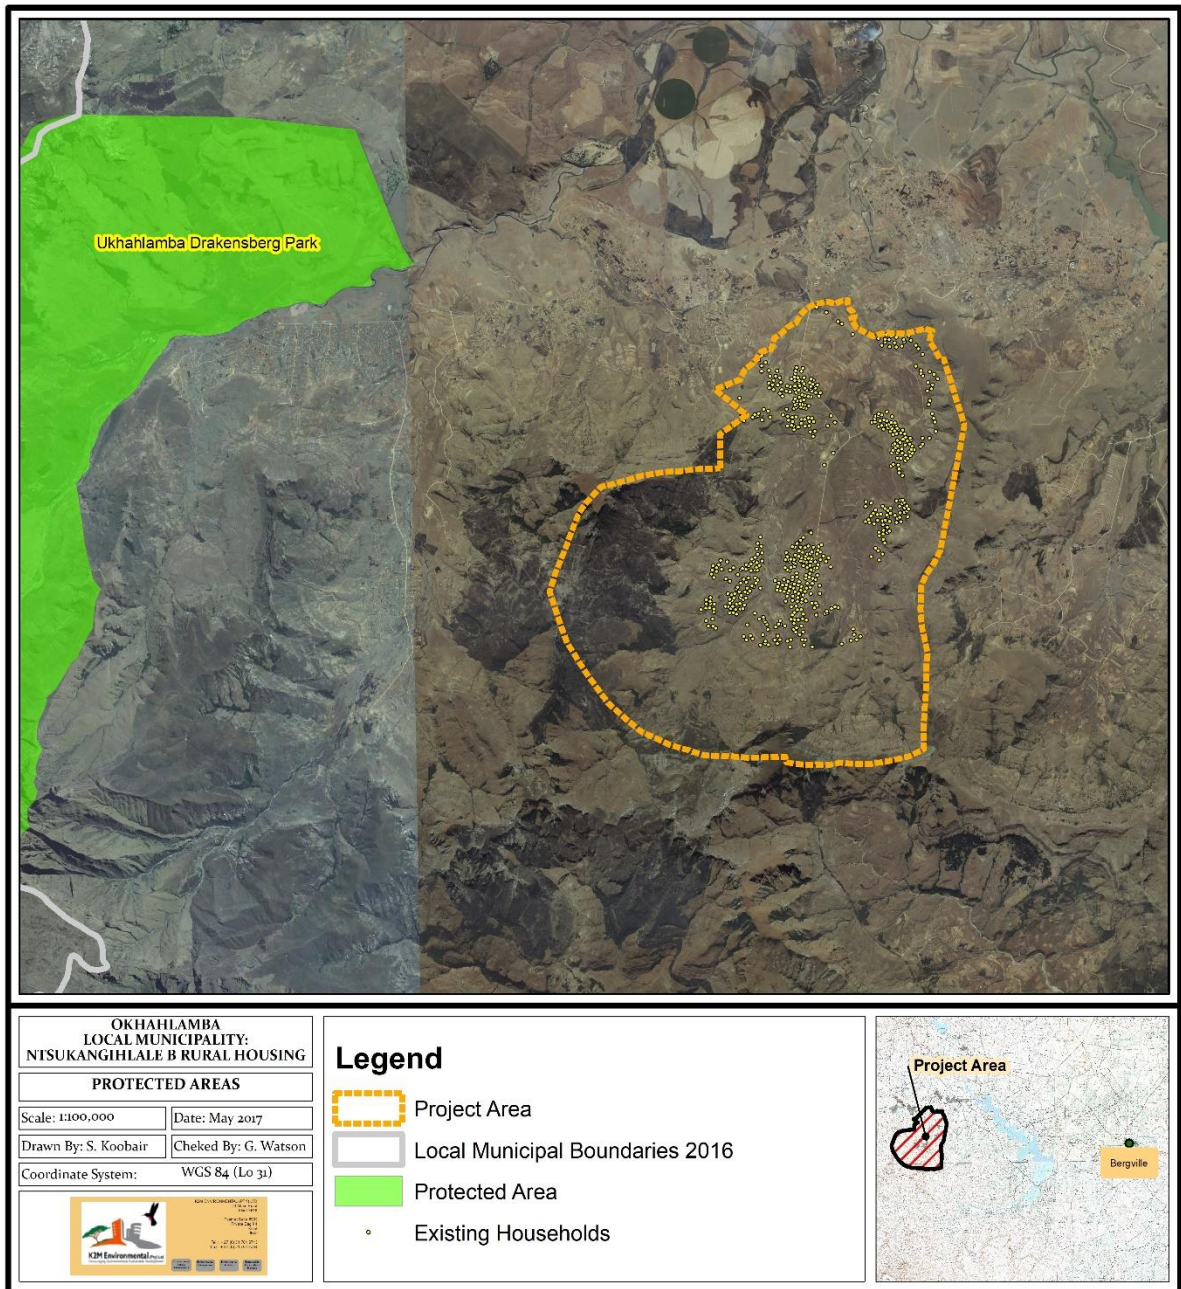 Ukhahlamba Drakensberg Park
OKHAHLAMBA
LOCAL MUNICIPALITY:
NTSUKANGIHLALE B RURAL HOUSING
PROTECTED AREAS
Scale: 1:100,000
Date: May 2017
Drawn By: S. Koobair
Cheked By: G. Watson
Coordinate System:
WGS 84 (Lo 31)
K2M Environmental
Legend
Project Area
Local Municipal Boundaries 2016
Protected Area
Existing Households
Project Area
Bergville